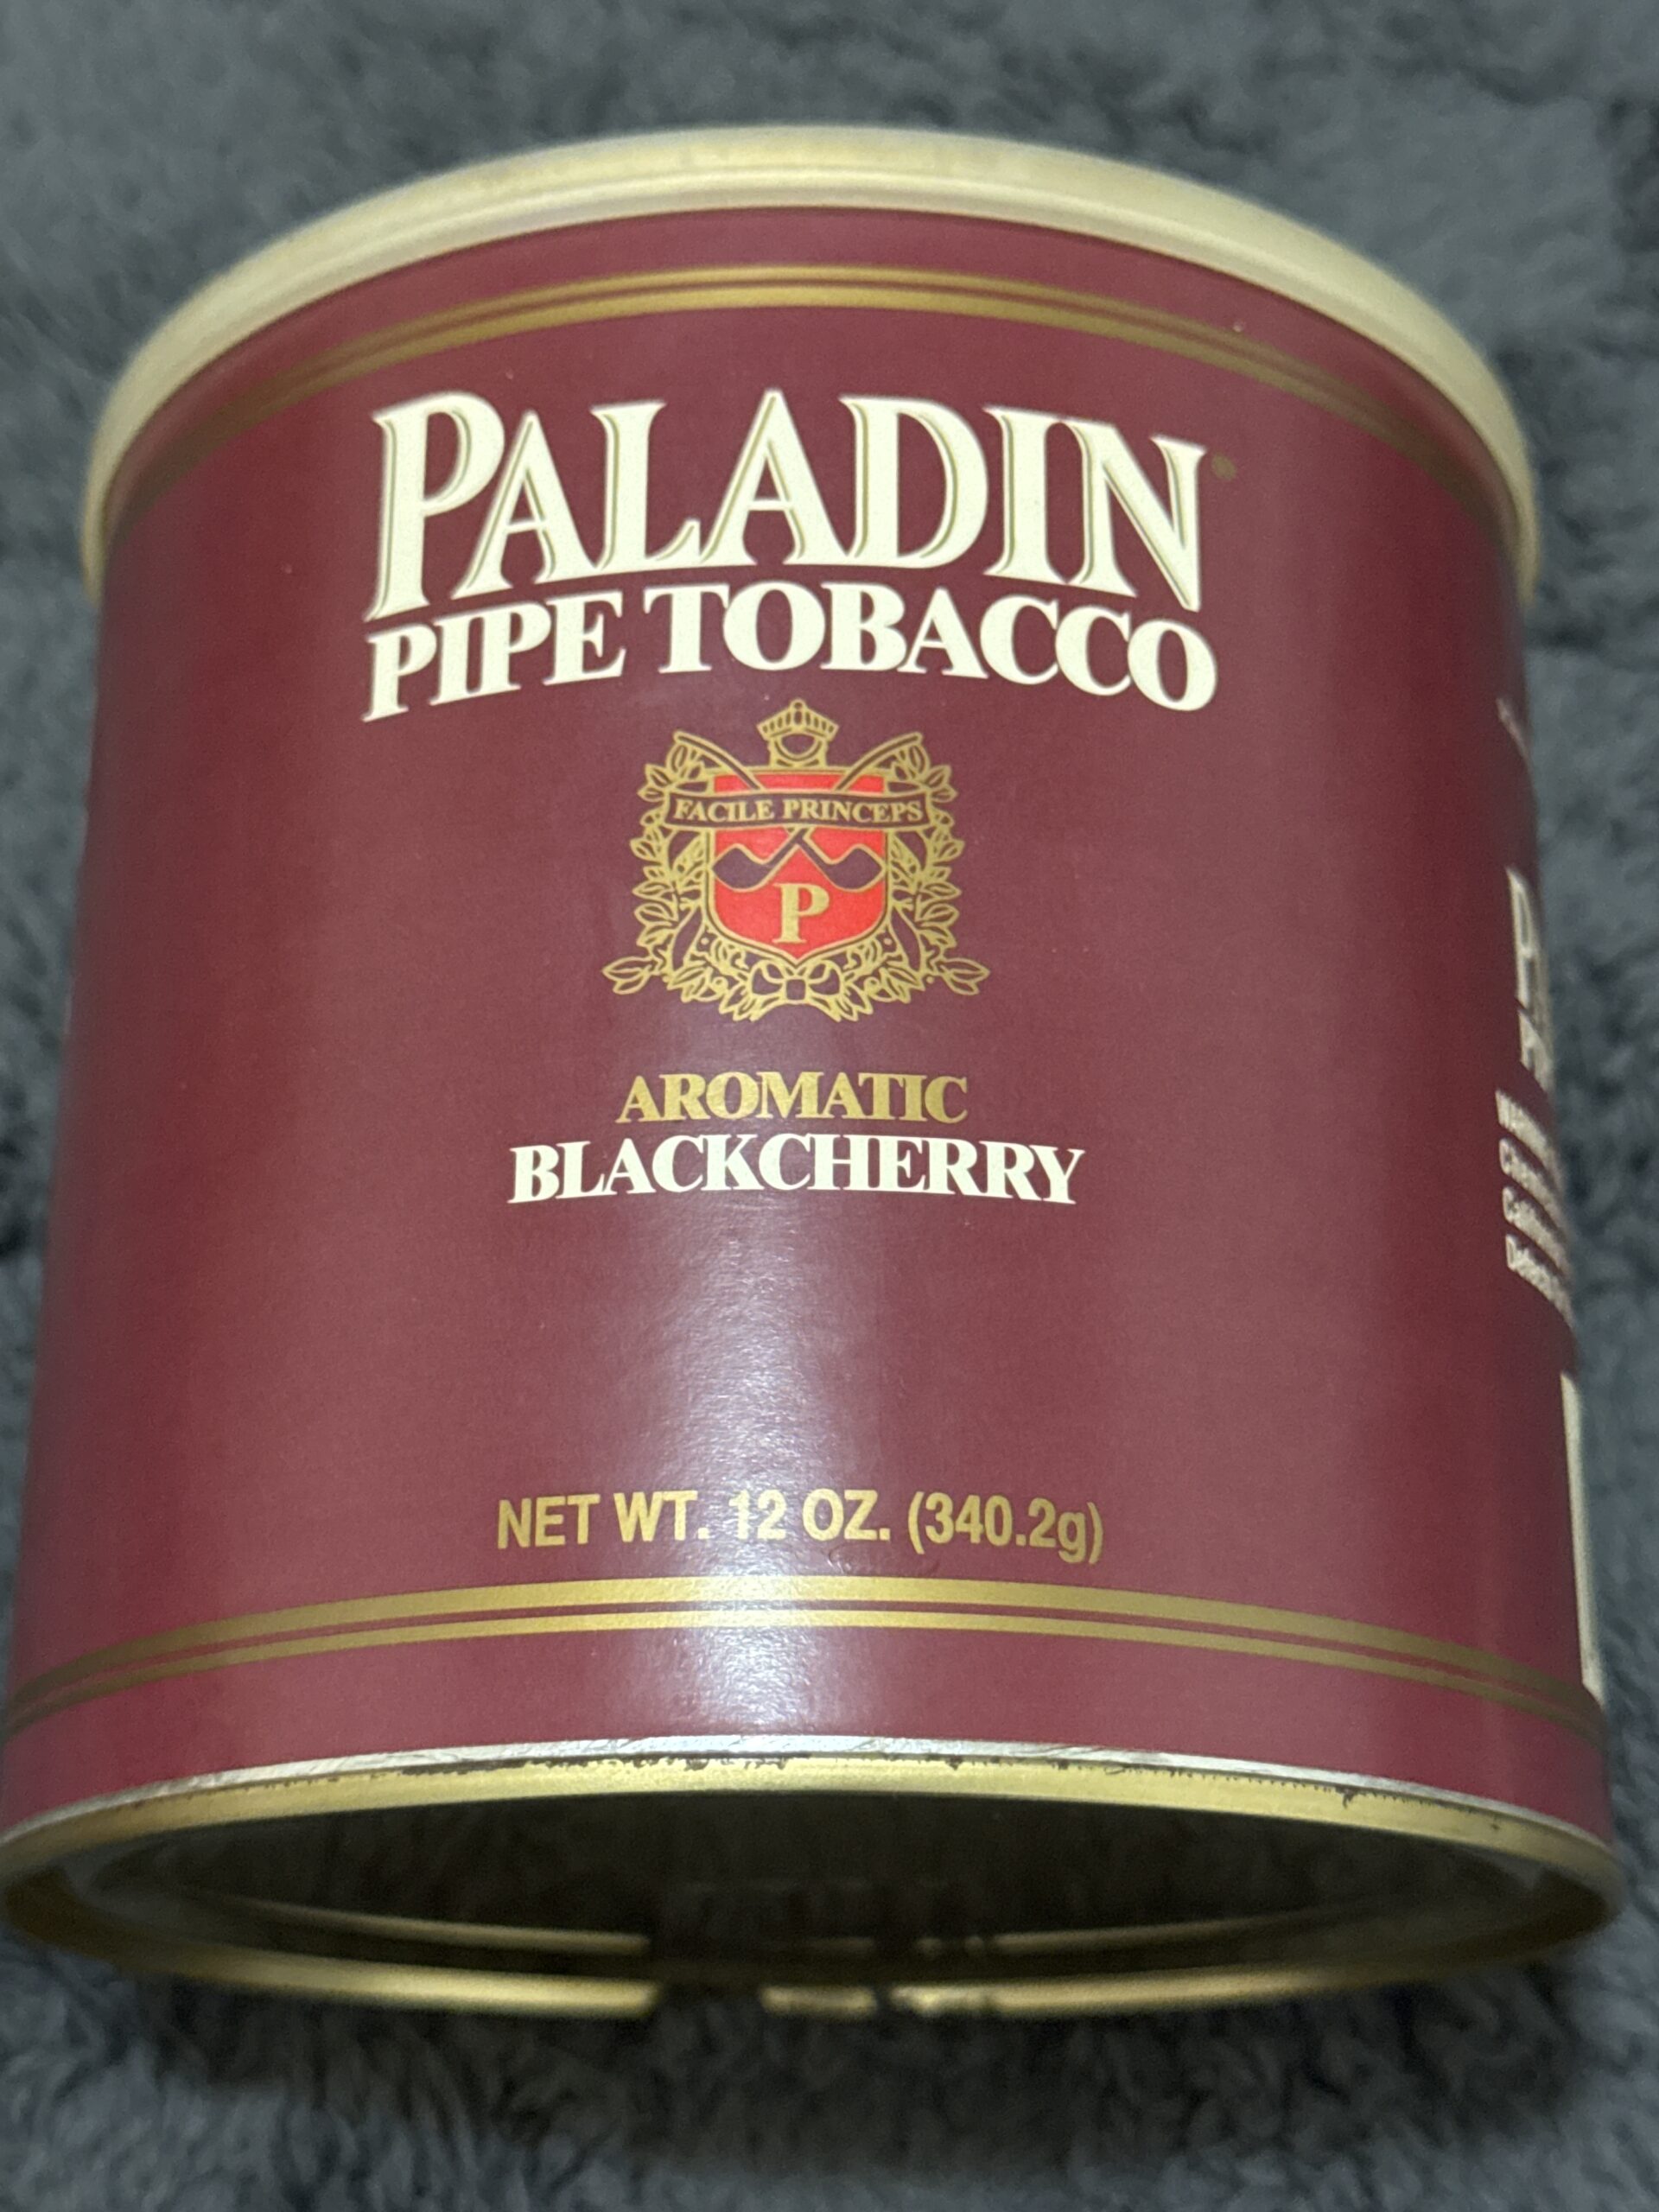 PALADIN
PIPE TOBACCO
FACILE PRINCEPS
P
AROMATIC
BLACKCHERRY
NET WT. 12 OZ. (340.2g)